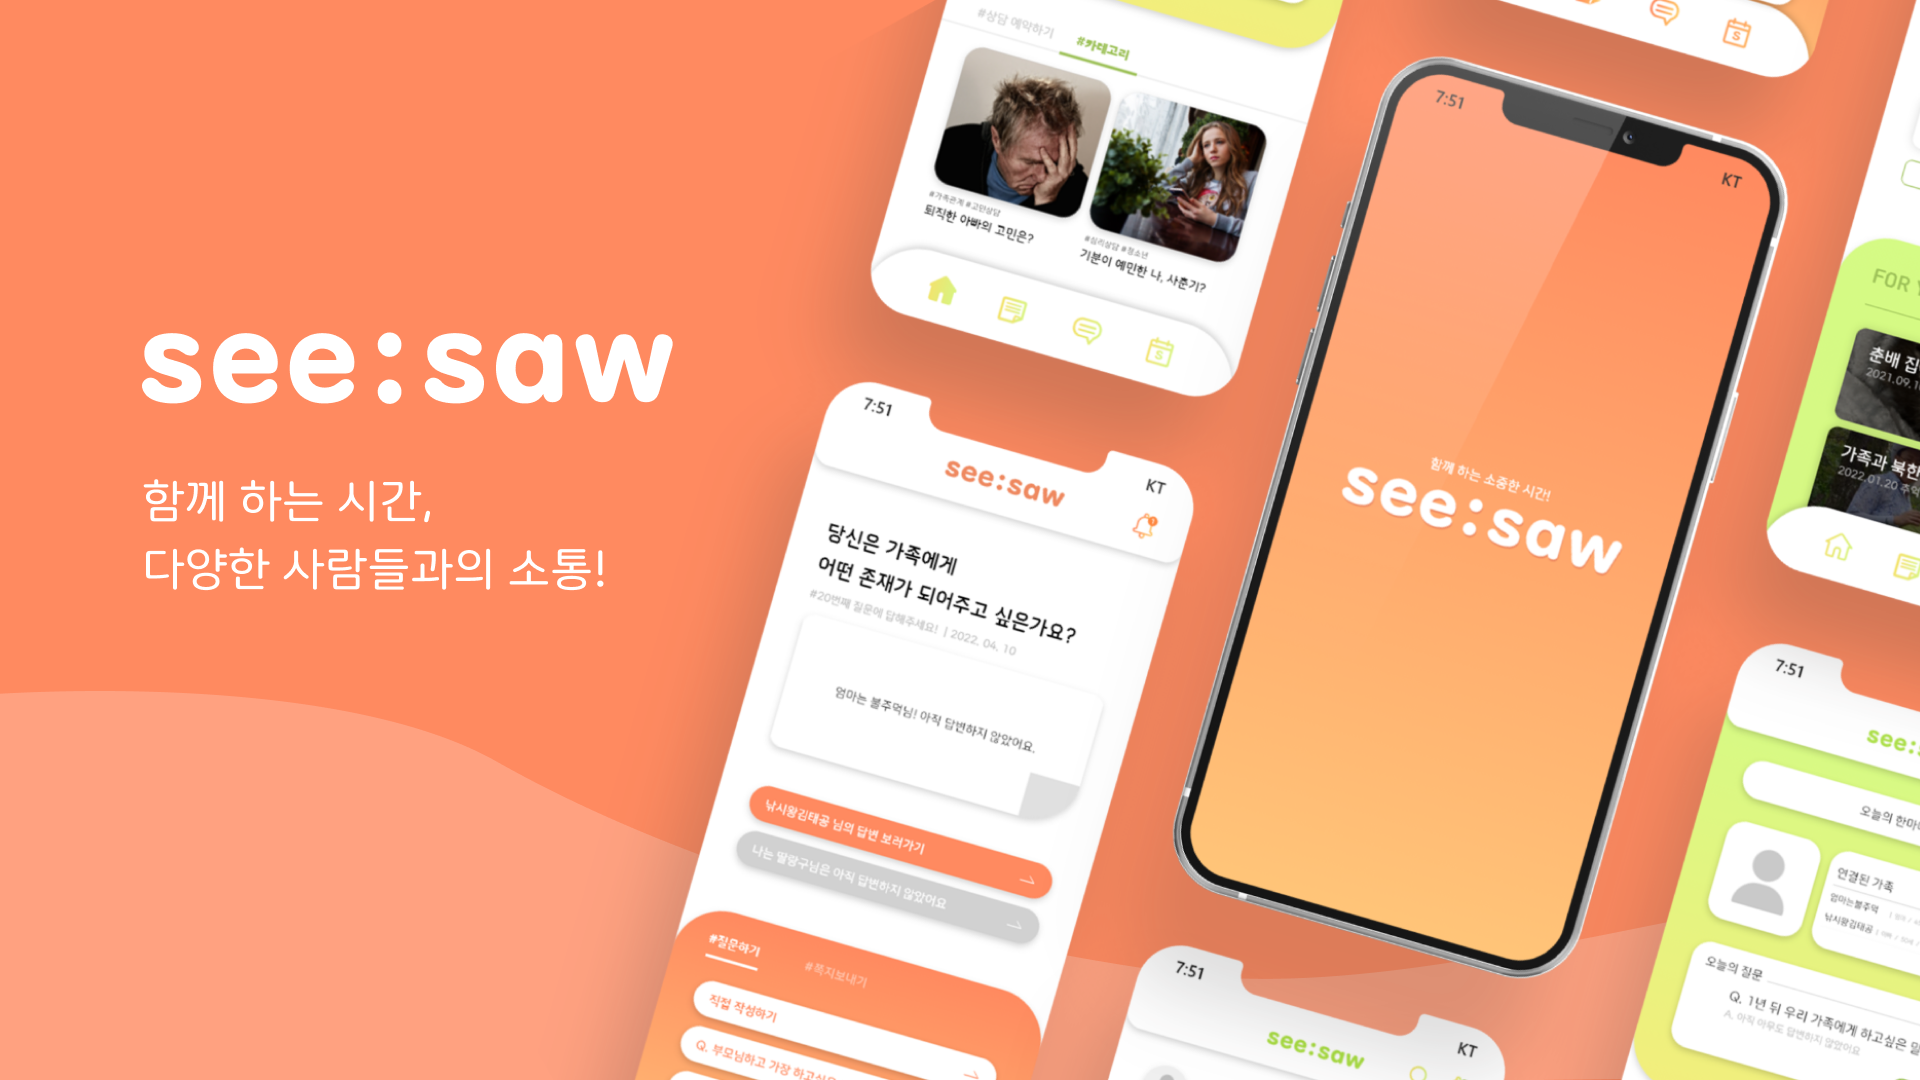 see:saw
함께 하는 시간,
다양한 사람들과의 소통!
#상담 예약하기
#카테고리
#가족관계 #고민상담
퇴직한 아빠의 고민은?
#심리상담 #청소년
기분이 예민한 나, 사춘기?
S
7:51
KT
see:saw
당신은 가족에게
어떤 존재가 되어주고 싶은가요?
#20번째 질문에 답해주세요! | 2022. 04. 10
엄마는 불주먹님! 아직 답변하지 않았어요.
낚시왕김태공 님의 답변 보러가기
나는 딸랑구님은 아직 답변하지 않았어요
#질문하기
#쪽지보내기
직접 작성하기
Q. 부모님하고 가장 하고싶은
S
7:51
KT
함께 하는 소중한 시간!
see:saw
7:51
KT
see:saw
FOR
춘배 집
2021.09.
가족과 북한
2022.01.20 추억
7:51
see:
오늘의 한마
연결된 가족
엄마는불주먹
낚시왕김태공
오늘의 질문
Q. 1년 뒤 우리 가족에게 하고싶은 말
A. 아직 아무도 답변하지 않았어요